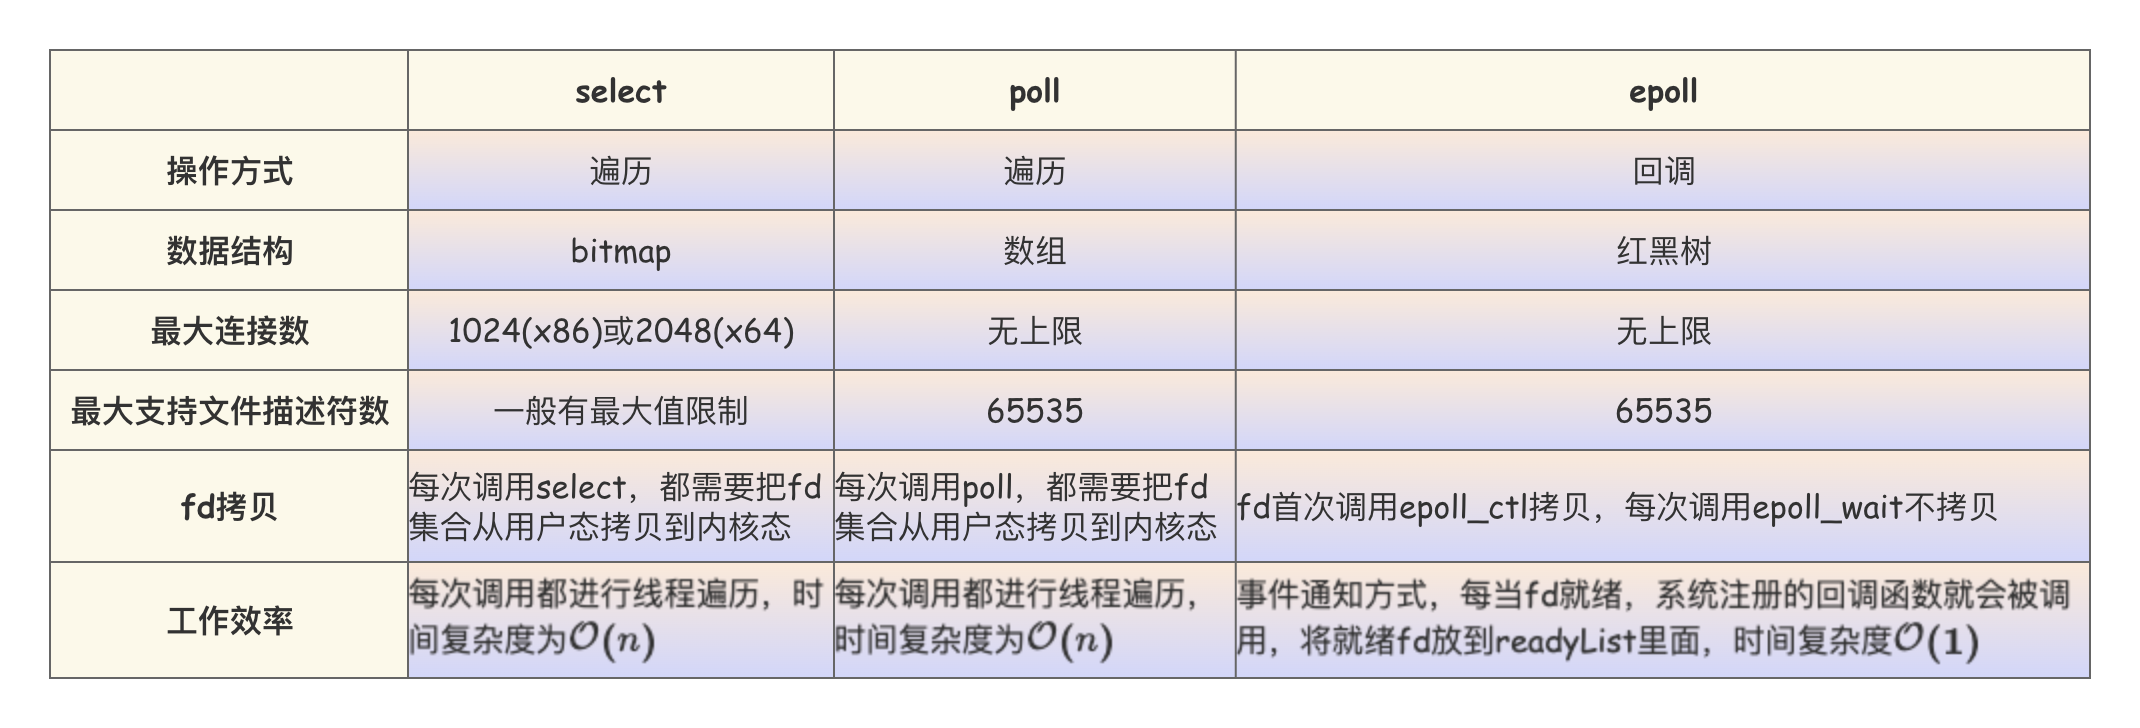 select poll epoll
操作方式 遍历 遍历 回调
数据结构 bitmap 数组 红黑树
最大连接数 1024(x86)或2048(x64) 无上限 无上限
最大支持文件描述符数 一般有最大值限制 65535 65535
fd拷贝
每次调用select，都需要把fd
集合从用户态拷贝到内核态
每次调用poll，都需要把fd
集合从用户态拷贝到内核态
fd首次调用epoll_ctl拷贝，每次调用epoll_wait不拷贝
工作效率
每次调用都进行线程遍历，时
间复杂度为O(n)
每次调用都进行线程遍历，
时间复杂度为O(n)
事件通知方式，每当fd就绪，系统注册的回调函数就会被调
用，将就绪fd放到readyList里面，时间复杂度O(1)